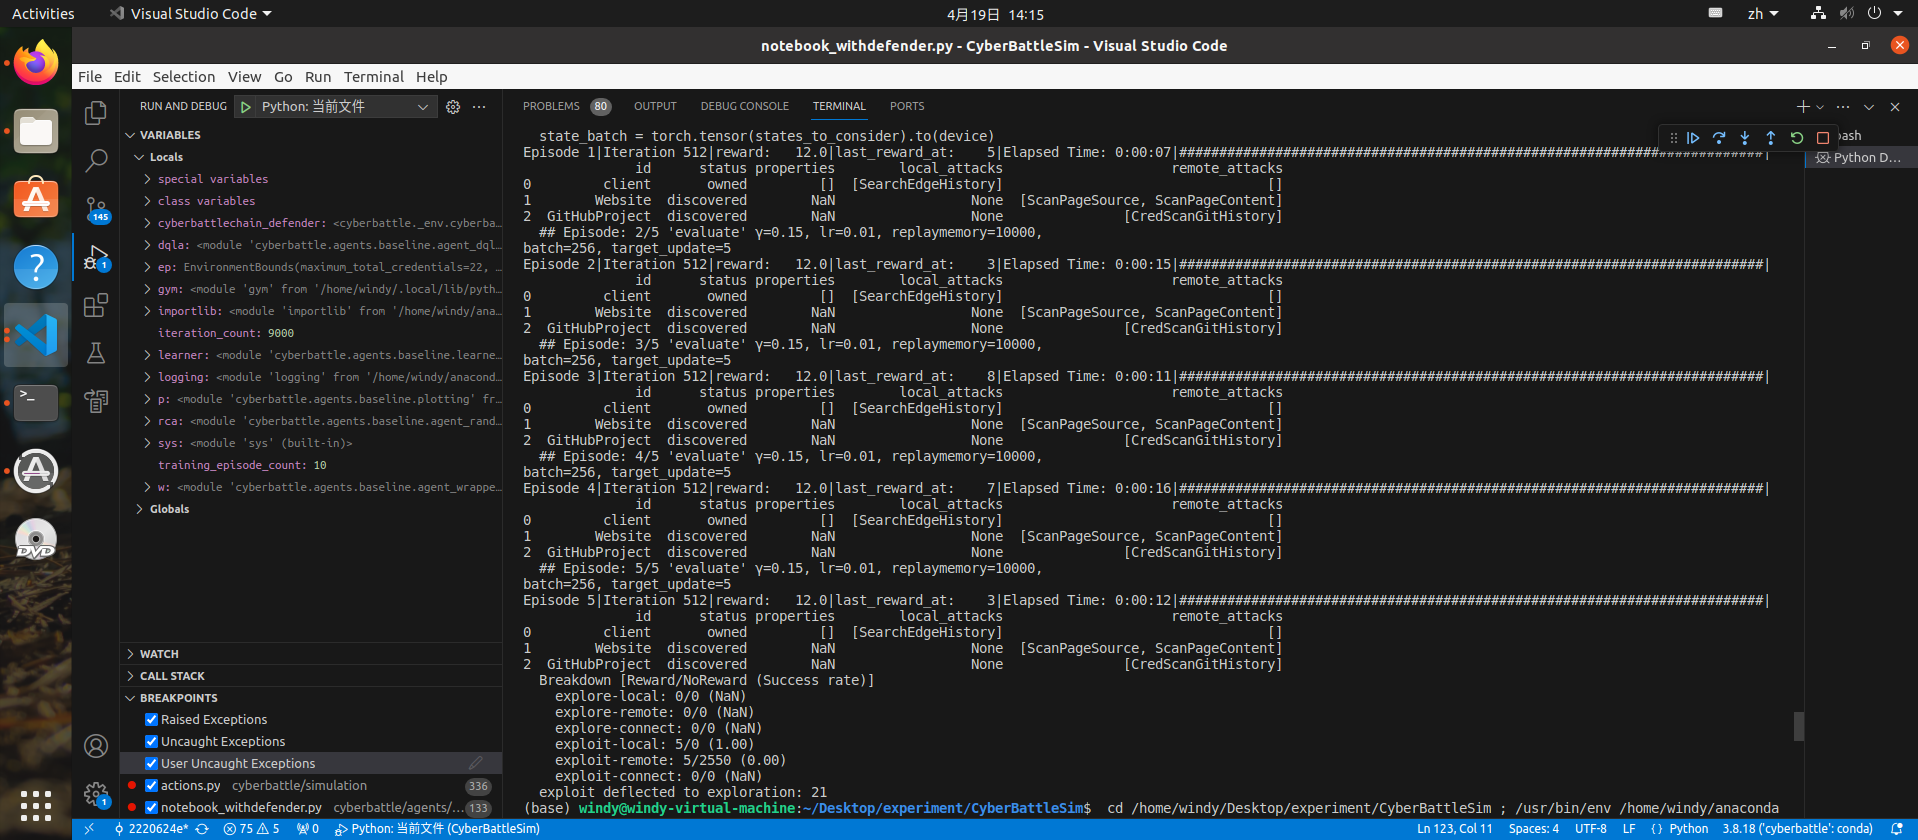 Activities
Visual Studio Code
4月19日 14:15
zh
notebook_withdefender.py - CyberBattleSim - Visual Studio Code
File Edit Selection View Go Run Terminal Help
RUN AND DEBUG
Python: 当前文件
VARIABLES
Locals
special variables
class variables
cyberbattlechain_defender: <cyberbattle._env.cyberba...
dqla: <module 'cyberbattle.agents.baseline.agent_dql...
ep: EnvironmentBounds(maximum_total_credentials=22, ...
gym: <module 'gym' from '/home/windy/.local/lib/pyth...
importlib: <module 'importlib' from '/home/windy/ana...
iteration_count: 9000
learner: <module 'cyberbattle.agents.baseline.learne...
logging: <module 'logging' from '/home/windy/anacond...
p: <module 'cyberbattle.agents.baseline.plotting' fr...
rca: <module 'cyberbattle.agents.baseline.agent_rand...
sys: <module 'sys' (built-in)>
training_episode_count: 10
w: <module 'cyberbattle.agents.baseline.agent_wrappe...
Globals
WATCH
CALL STACK
BREAKPOINTS
Raised Exceptions
Uncaught Exceptions
User Uncaught Exceptions
actions.py cyberbattle/simulation 336
notebook_withdefender.py cyberbattle/agents/... 133
145
1
1
PROBLEMS 80 OUTPUT DEBUG CONSOLE TERMINAL PORTS
bash
Python D...
state_batch = torch.tensor(states_to_consider).to(device)
Episode 1|Iteration 512|reward: 12.0|last_reward_at: 5|Elapsed Time: 0:00:07|#########################################################################|
id status properties local_attacks remote_attacks
0 client owned [] [SearchEdgeHistory] []
1 Website discovered NaN None [ScanPageSource, ScanPageContent]
2 GitHubProject discovered NaN None [CredScanGitHistory]
## Episode: 2/5 'evaluate' γ=0.15, lr=0.01, replaymemory=10000,
batch=256, target_update=5
Episode 2|Iteration 512|reward: 12.0|last_reward_at: 3|Elapsed Time: 0:00:15|#########################################################################|
id status properties local_attacks remote_attacks
0 client owned [] [SearchEdgeHistory] []
1 Website discovered NaN None [ScanPageSource, ScanPageContent]
2 GitHubProject discovered NaN None [CredScanGitHistory]
## Episode: 3/5 'evaluate' γ=0.15, lr=0.01, replaymemory=10000,
batch=256, target_update=5
Episode 3|Iteration 512|reward: 12.0|last_reward_at: 8|Elapsed Time: 0:00:11|#########################################################################|
id status properties local_attacks remote_attacks
0 client owned [] [SearchEdgeHistory] []
1 Website discovered NaN None [ScanPageSource, ScanPageContent]
2 GitHubProject discovered NaN None [CredScanGitHistory]
## Episode: 4/5 'evaluate' γ=0.15, lr=0.01, replaymemory=10000,
batch=256, target_update=5
Episode 4|Iteration 512|reward: 12.0|last_reward_at: 7|Elapsed Time: 0:00:16|#########################################################################|
id status properties local_attacks remote_attacks
0 client owned [] [SearchEdgeHistory] []
1 Website discovered NaN None [ScanPageSource, ScanPageContent]
2 GitHubProject discovered NaN None [CredScanGitHistory]
## Episode: 5/5 'evaluate' γ=0.15, lr=0.01, replaymemory=10000,
batch=256, target_update=5
Episode 5|Iteration 512|reward: 12.0|last_reward_at: 3|Elapsed Time: 0:00:12|#########################################################################|
id status properties local_attacks remote_attacks
0 client owned [] [SearchEdgeHistory] []
1 Website discovered NaN None [ScanPageSource, ScanPageContent]
2 GitHubProject discovered NaN None [CredScanGitHistory]
Breakdown [Reward/NoReward (Success rate)]
explore-local: 0/0 (NaN)
explore-remote: 0/0 (NaN)
explore-connect: 0/0 (NaN)
exploit-local: 5/0 (1.00)
exploit-remote: 5/2550 (0.00)
exploit-connect: 0/0 (NaN)
exploit deflected to exploration: 21
(base) windy@windy-virtual-machine:~/Desktop/experiment/CyberBattleSim$ cd /home/windy/Desktop/experiment/CyberBattleSim ; /usr/bin/env /home/windy/anaconda
DVD
2220624e* 75 5 0 Python: 当前文件 (CyberBattleSim)
Ln 123, Col 11 Spaces: 4 UTF-8 LF {} Python 3.8.18 ('cyberbattle': conda)